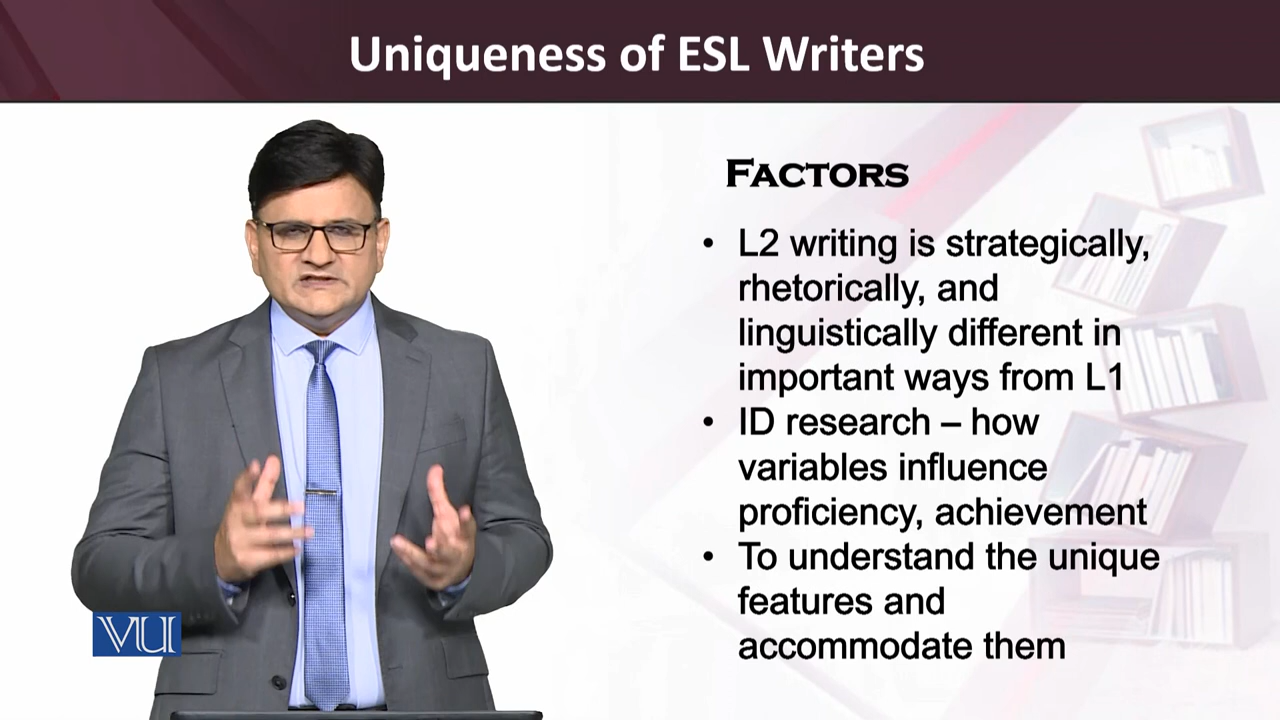 Uniqueness of ESL Writers
FACTORS
• L2 writing is strategically,
rhetorically, and
linguistically different in
important ways from L1
• ID research – how
variables influence
proficiency, achievement
• To understand the unique
features and
accommodate them
VU